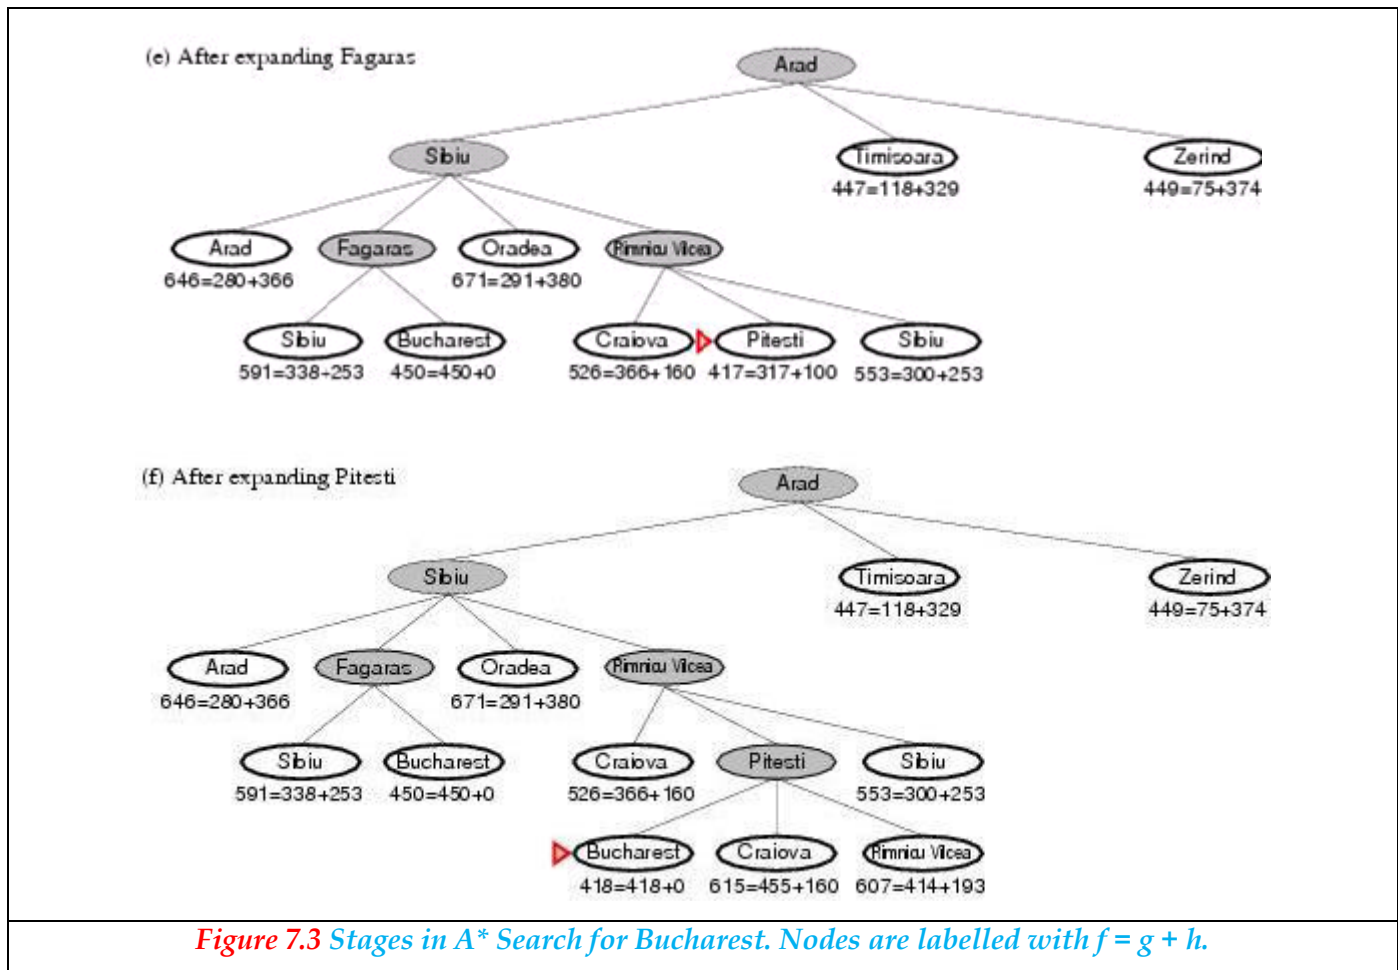 (e) After expanding Fagaras
Arad
Sibiu
Timisoara
Zerind
447=118+329
449=75+374
Arad
Fagaras
Oradea
Rimnicu Vilcea
646=280+366
671=291+380
Sibiu
Bucharest
Craiova
Pitesti
Sibiu
591=338+253
450=450+0
526=366+160
417=317+100
553=300+253
(f) After expanding Pitesti
Arad
Sibiu
Timisoara
Zerind
447=118+329
449=75+374
Arad
Fagaras
Oradea
Rimnicu Vilcea
646=280+366
671=291+380
Sibiu
Bucharest
Craiova
Pitesti
Sibiu
591=338+253
450=450+0
526=366+160
553=300+253
Bucharest
Craiova
Rimnicu Vilcea
418=418+0
615=455+160
607=414+193
Figure 7.3 Stages in A* Search for Bucharest. Nodes are labelled with f = g + h.